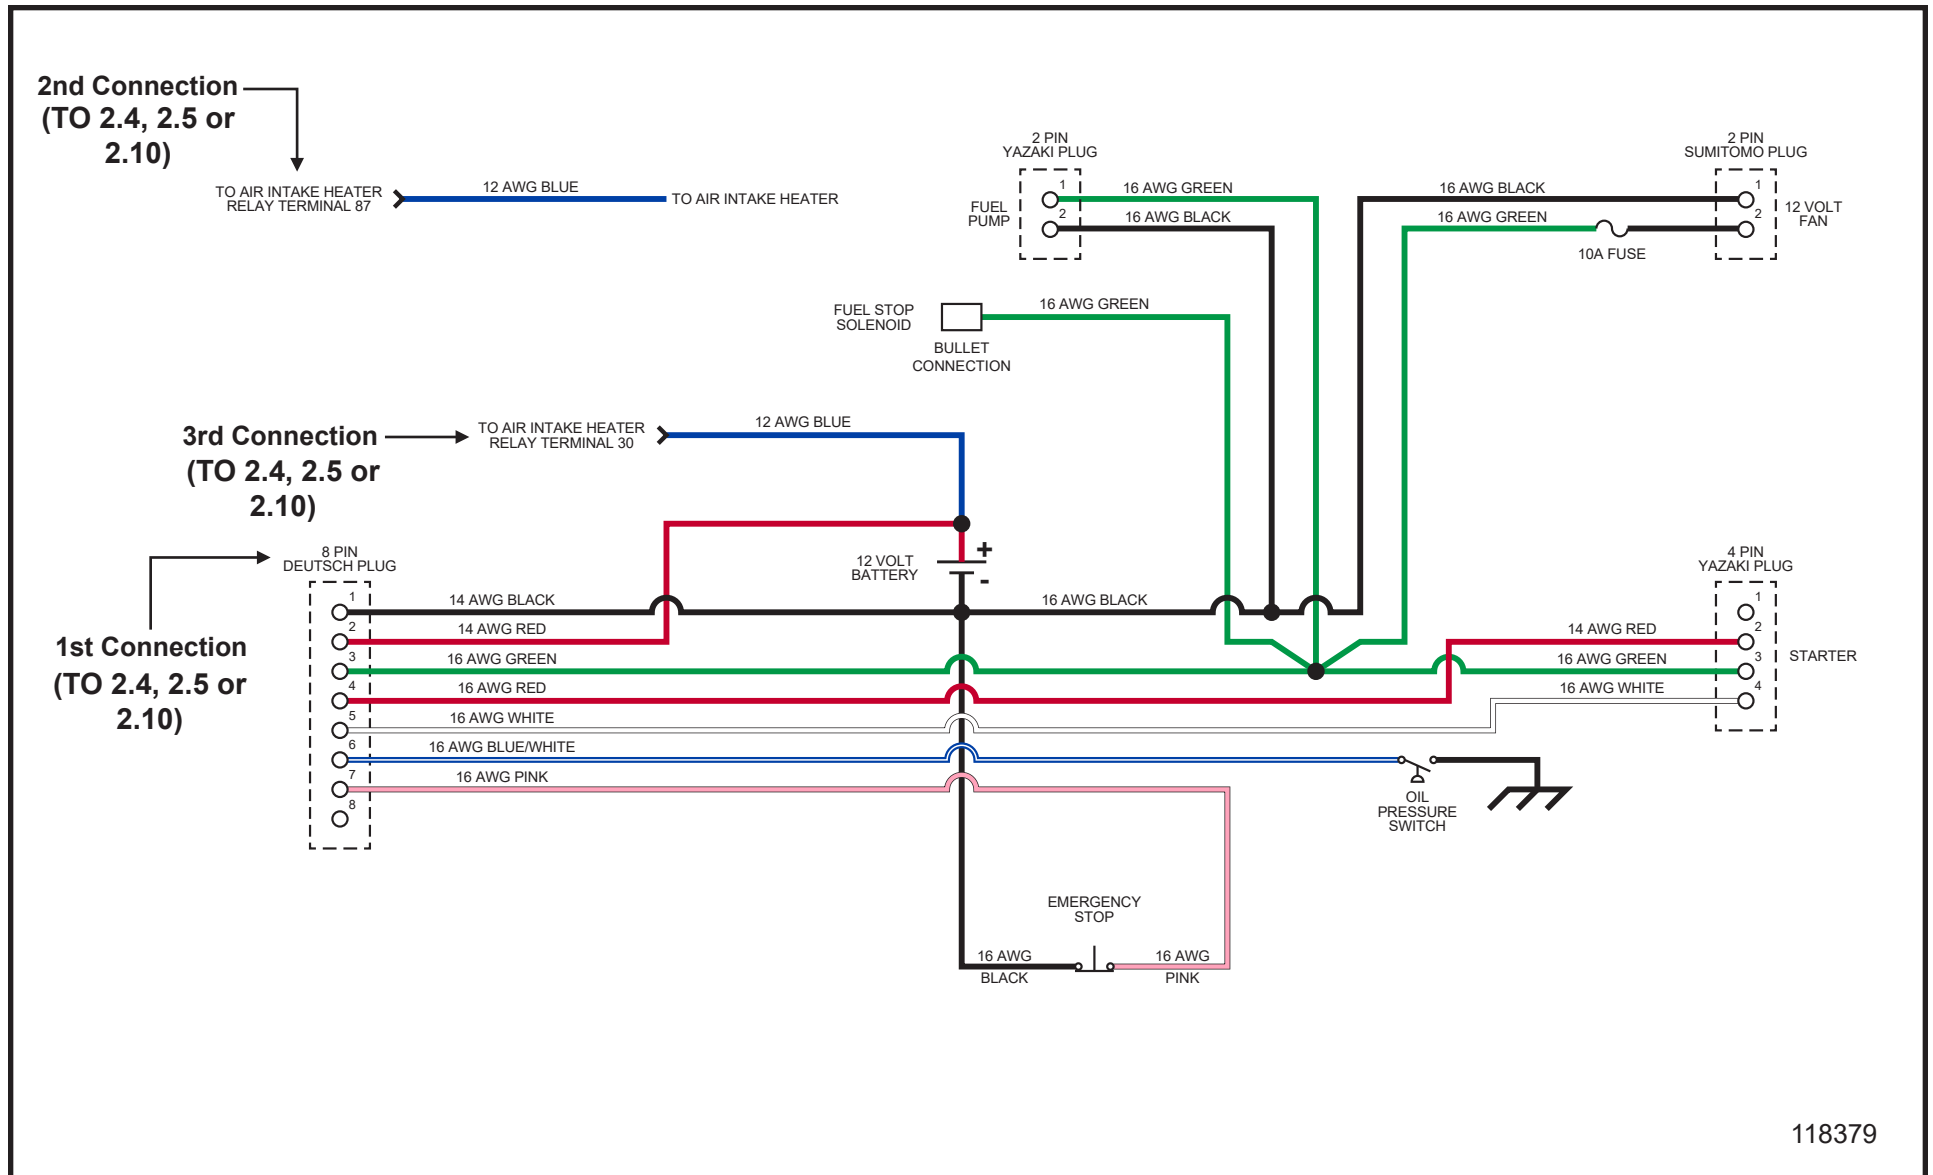 2nd Connection
(TO 2.4, 2.5 or
2.10)
TO AIR INTAKE HEATER
RELAY TERMINAL 87
12 AWG BLUE
TO AIR INTAKE HEATER
2 PIN
YAZAKI PLUG
FUEL
PUMP
1
2
16 AWG GREEN
16 AWG BLACK
2 PIN
SUMITOMO PLUG
16 AWG BLACK
16 AWG GREEN
10A FUSE
1
2
12 VOLT
FAN
FUEL STOP
SOLENOID
BULLET
CONNECTION
16 AWG GREEN
3rd Connection
(TO 2.4, 2.5 or
2.10)
TO AIR INTAKE HEATER
RELAY TERMINAL 30
12 AWG BLUE
12 VOLT
BATTERY
+
-
1st Connection
(TO 2.4, 2.5 or
2.10)
8 PIN
DEUTSCH PLUG
1
2
3
4
5
6
7
8
14 AWG BLACK
14 AWG RED
16 AWG GREEN
16 AWG RED
16 AWG WHITE
16 AWG BLUE/WHITE
16 AWG PINK
16 AWG BLACK
4 PIN
YAZAKI PLUG
1
2
3
4
14 AWG RED
16 AWG GREEN
16 AWG WHITE
STARTER
OIL
PRESSURE
SWITCH
EMERGENCY
STOP
16 AWG
BLACK
16 AWG
PINK
118379